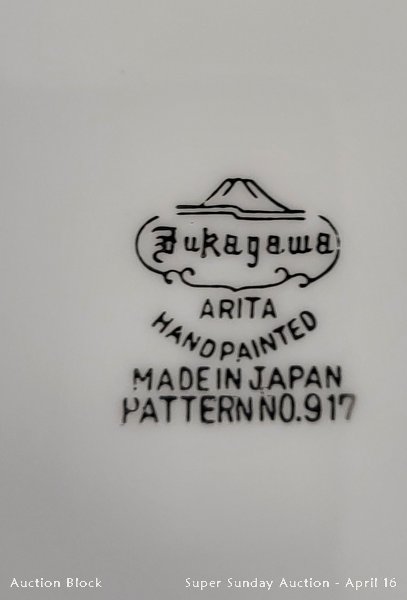 Fukagawa
ARITA
HANDPAINTED
MADE IN JAPAN
PATTERN NO. 917
Auction Block
Super Sunday Auction - April 16